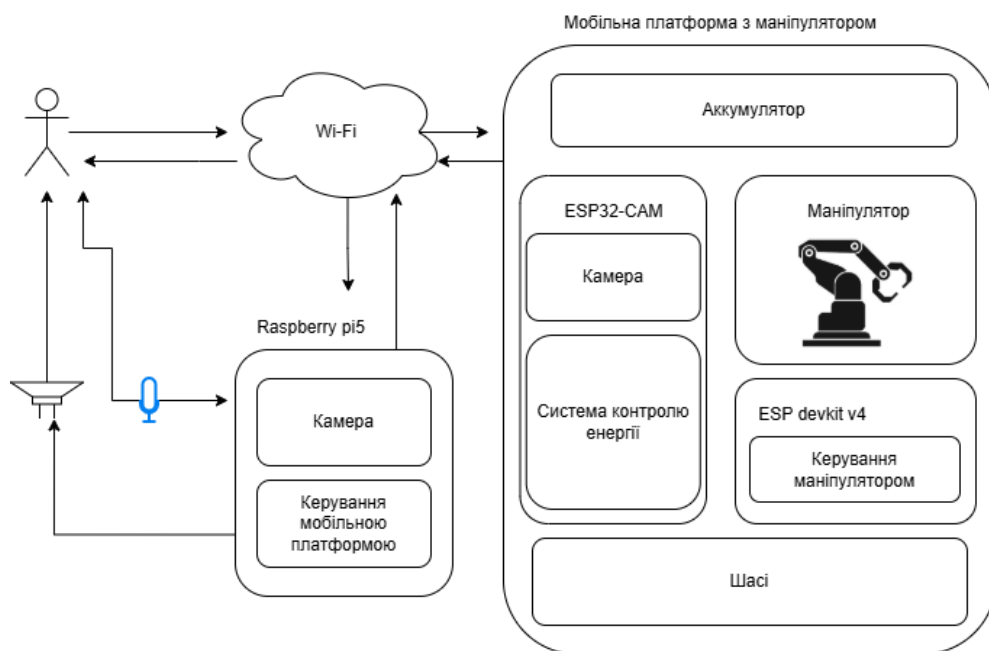 Мобільна платформа з маніпулятором
Аккумулятор
Wi-Fi
ESP32-CAM
Камера
Система контролю
енергії
Маніпулятор
ESP devkit v4
Керування
маніпулятором
Шасі
Raspberry pi5
Камера
Керування
мобільною
платформою